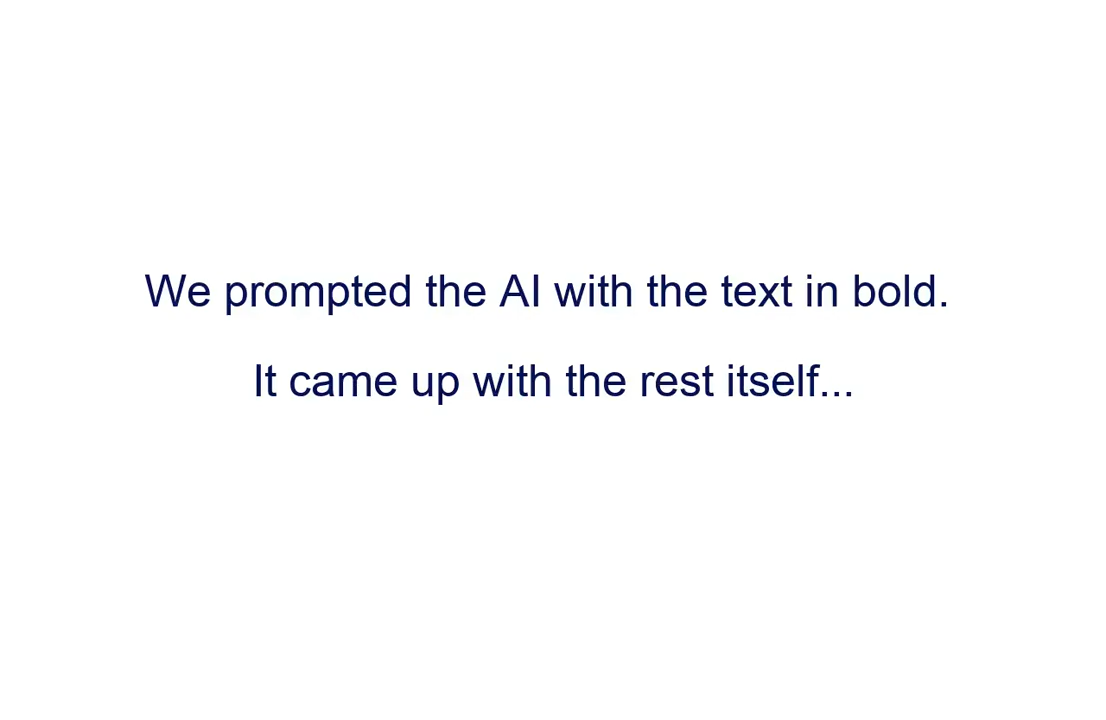 We prompted the AI with the text in bold.
It came up with the rest itself...